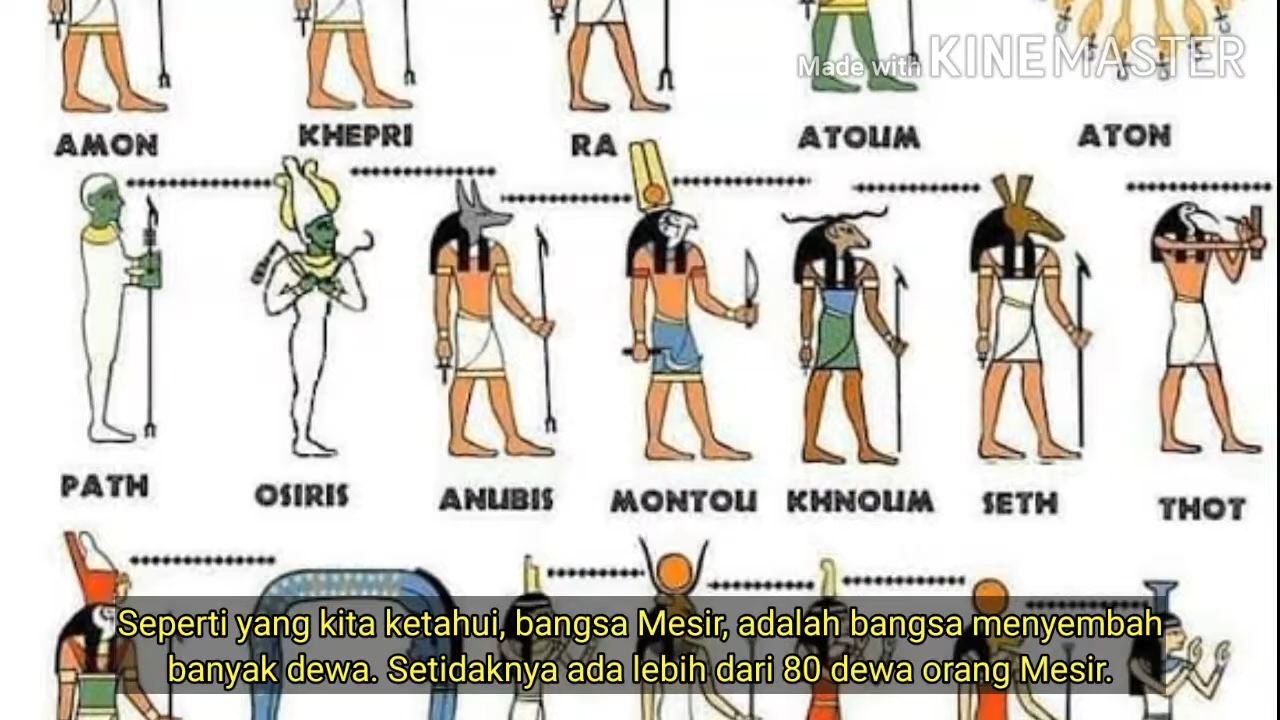 Made with KINEMASTER
AMON KHEPRI RA ATOUM ATON
PATH OSIRIS ANUBIS MONTOU KHNOUM SETH THOT
Seperti yang kita ketahui, bangsa Mesir, adalah bangsa menyembah
banyak dewa. Setidaknya ada lebih dari 80 dewa orang Mesir.